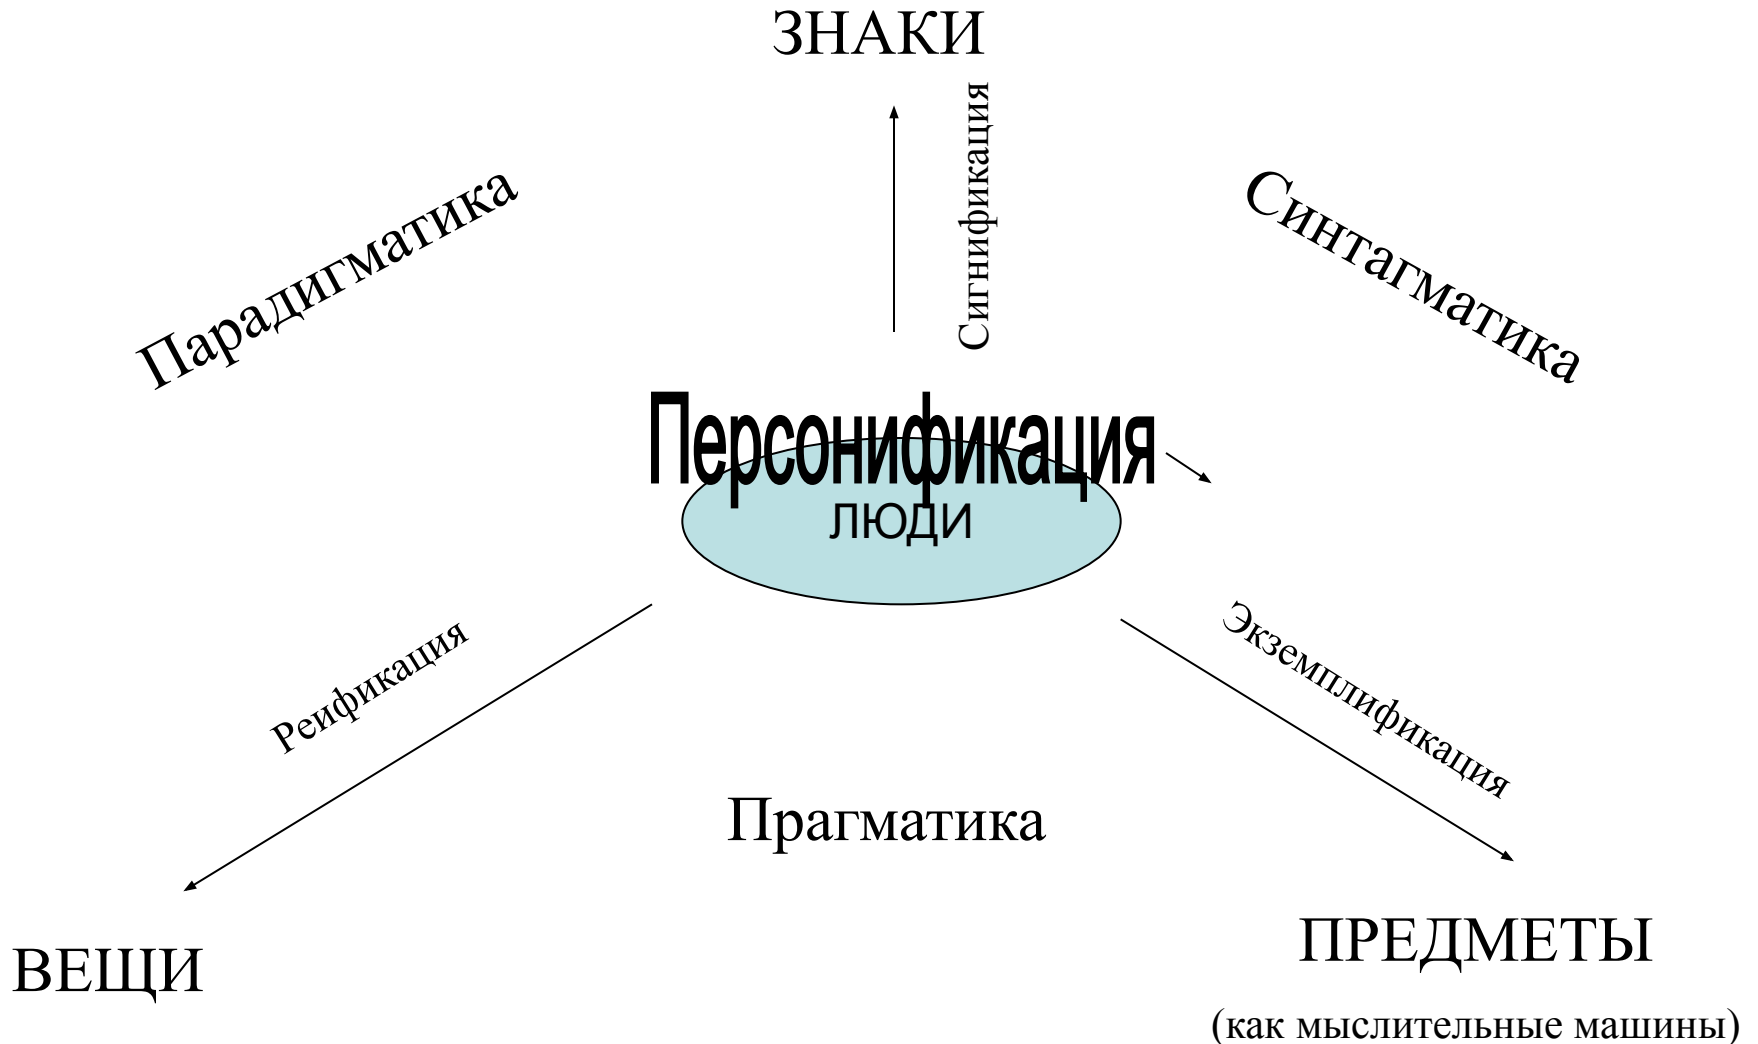 ЗНАКИ
Сигнификация
Парадигматика
Синтагматика
Персонификация
ЛЮДИ
Реификация
Экземплификация
Прагматика
ВЕЩИ
ПРЕДМЕТЫ
(как мыслительные машины)